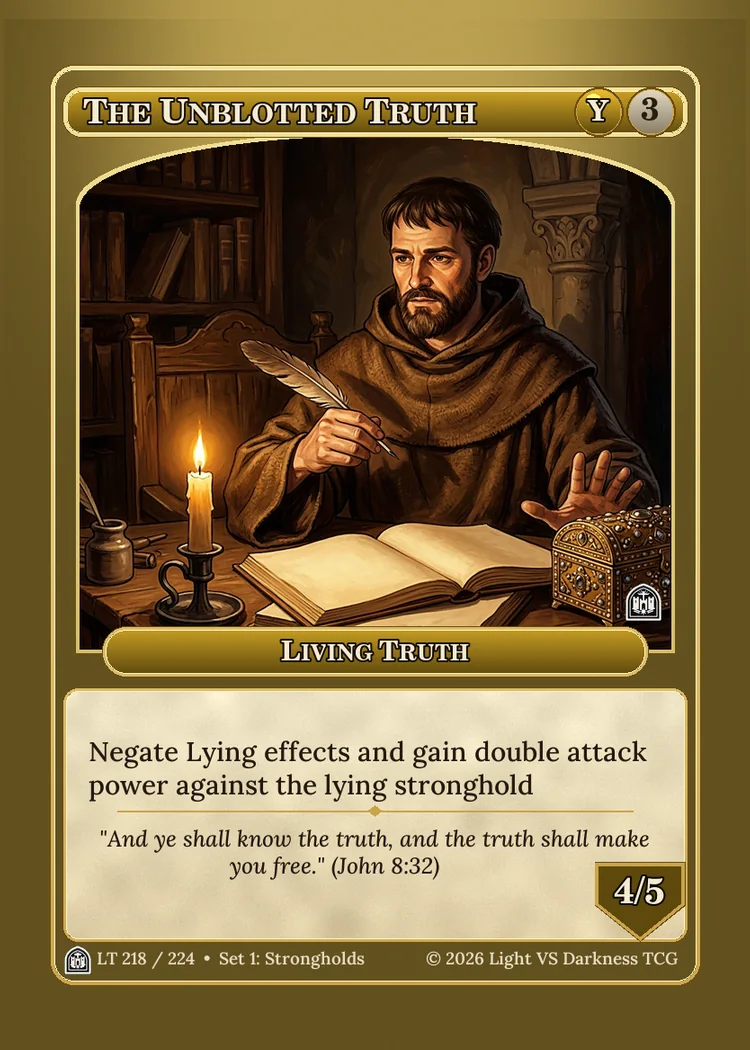 The Unblotted Truth
Y 3
Living Truth
Negate Lying effects and gain double attack
power against the lying stronghold
"And ye shall know the truth, and the truth shall make
you free." (John 8:32)
4/5
LT 218 / 224 • Set 1: Strongholds
© 2026 Light VS Darkness TCG